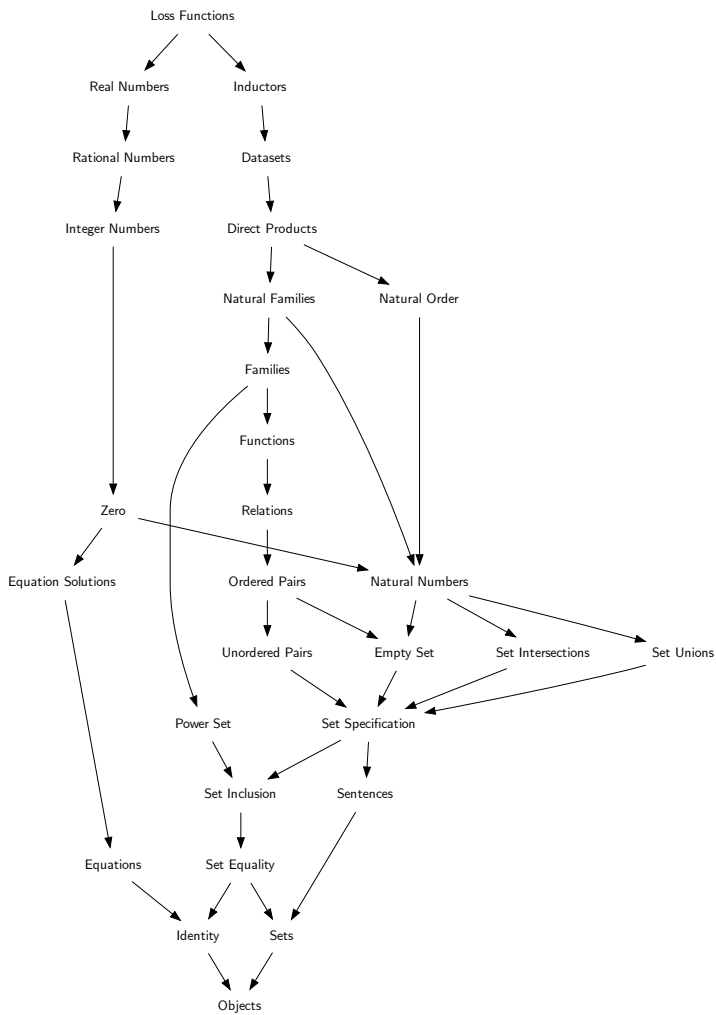 Loss Functions
Real Numbers
Inductors
Rational Numbers
Datasets
Integer Numbers
Direct Products
Natural Families
Natural Order
Families
Functions
Zero
Relations
Equation Solutions
Ordered Pairs
Natural Numbers
Unordered Pairs
Empty Set
Set Intersections
Set Unions
Power Set
Set Specification
Set Inclusion
Sentences
Equations
Set Equality
Identity
Sets
Objects